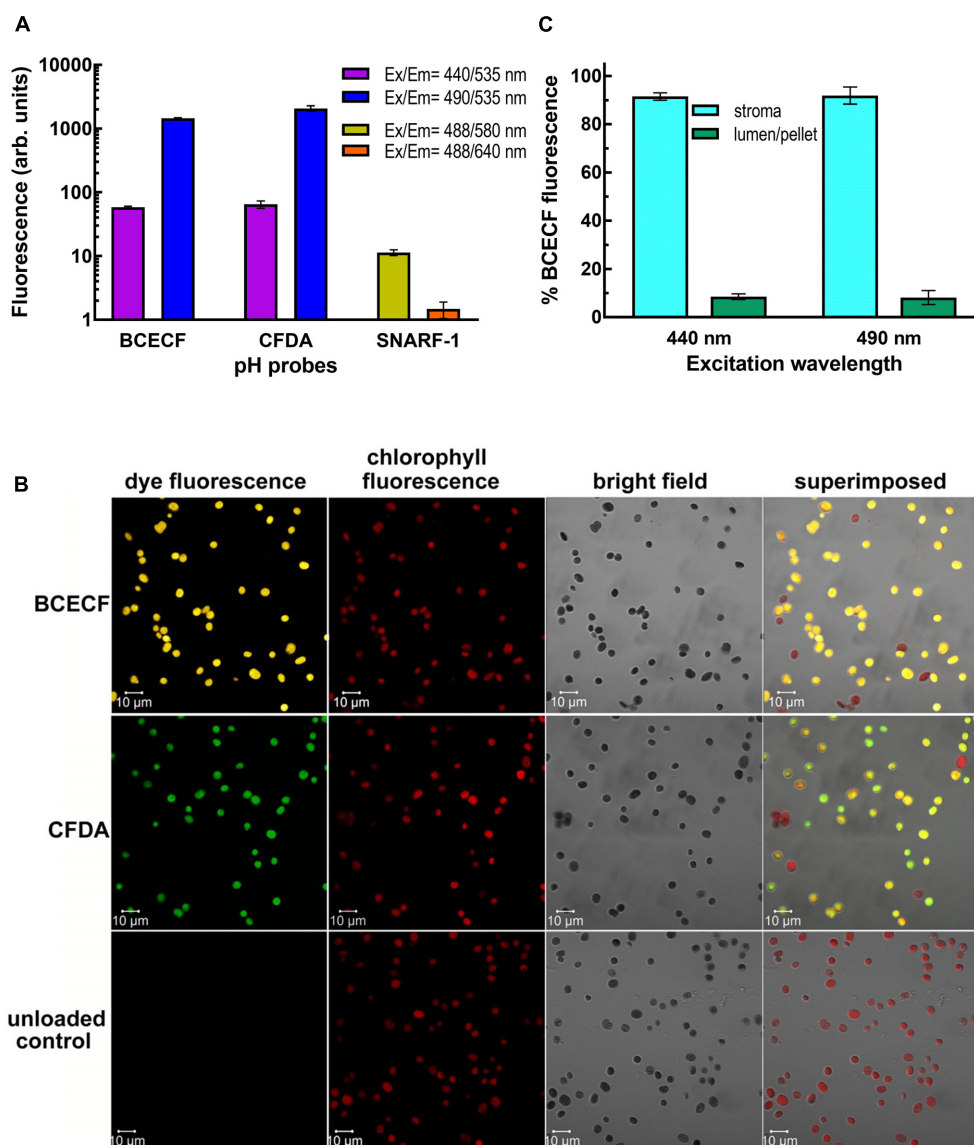 A
Fluorescence (arb. units)
10000
1000
100
10
1
Ex/Em= 440/535 nm
Ex/Em= 490/535 nm
Ex/Em= 488/580 nm
Ex/Em= 488/640 nm
BCECF
CFDA
SNARF-1
pH probes
C
% BCECF fluorescence
100
80
60
40
20
0
stroma
lumen/pellet
440 nm
490 nm
Excitation wavelength
B
dye fluorescence
chlorophyll
fluorescence
bright field
superimposed
BCECF
10 µm
10 µm
10 µm
10 µm
CFDA
10 µm
10 µm
10 µm
10 µm
unloaded
control
10 µm
10 µm
10 µm
10 µm